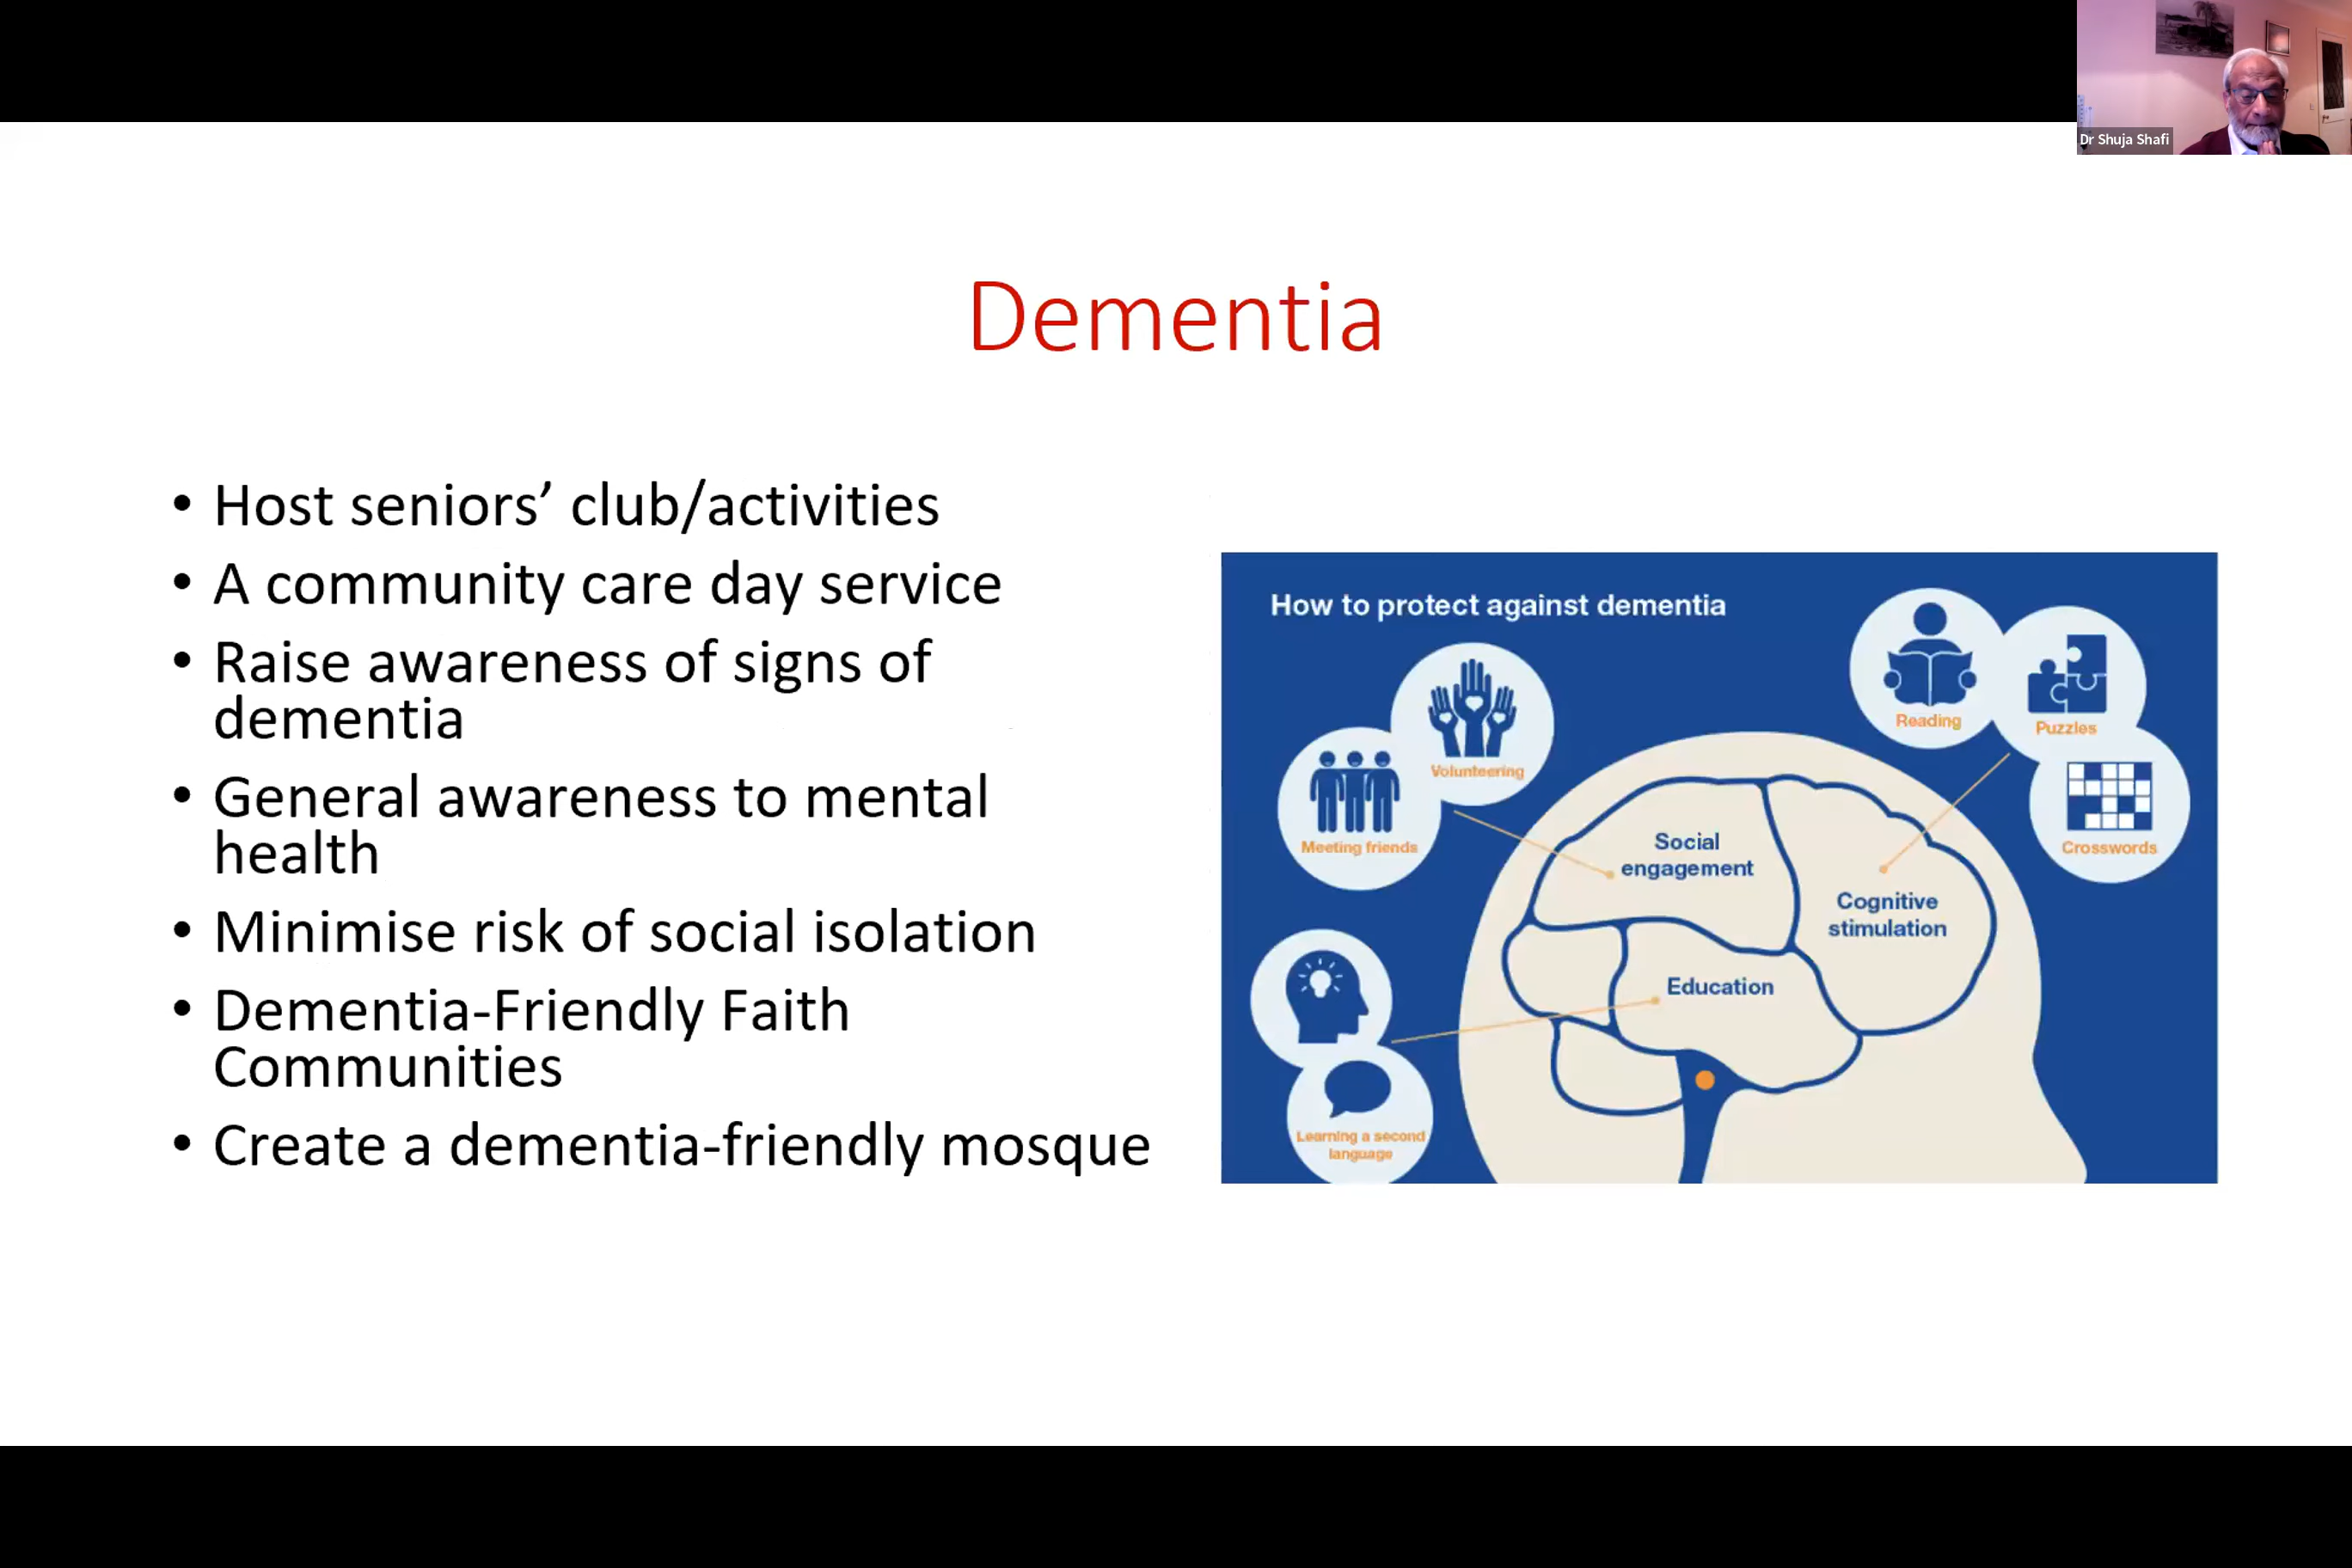 Dr Shuja Shafi
Dementia
• Host seniors’ club/activities
• A community care day service
• Raise awareness of signs of
dementia
• General awareness to mental
health
• Minimise risk of social isolation
• Dementia-Friendly Faith
Communities
• Create a dementia-friendly mosque
How to protect against dementia
Volunteering
Meeting friends
Reading
Puzzles
Crosswords
Social
engagement
Cognitive
stimulation
Education
Learning a second
language